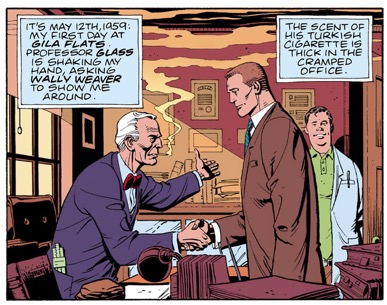 IT'S MAY 12TH, 1959:
MY FIRST DAY AT
GILA FLATS.
PROFESSOR GLASS
IS SHAKING MY
HAND, ASKING
WALLY WEAVER
TO SHOW ME
AROUND.
THE SCENT OF
HIS TURKISH
CIGARETTE IS
THICK IN THE
CRAMPED
OFFICE.